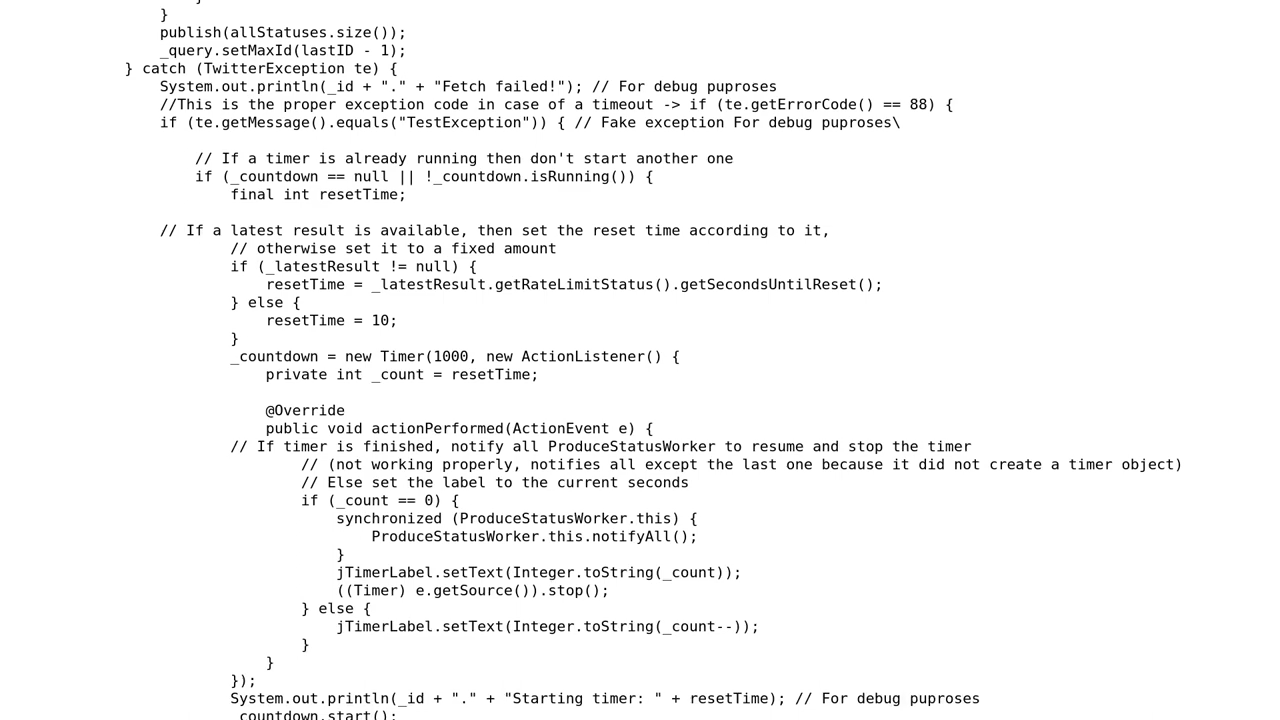 }
publish(allStatuses.size());
_query.setMaxId(lastID - 1);
} catch (TwitterException te) {
System.out.println(_id + "." + "Fetch failed!"); // For debug puproses
//This is the proper exception code in case of a timeout -> if (te.getErrorCode() == 88) {
if (te.getMessage().equals("TestException")) { // Fake exception For debug puproses\
// If a timer is already running then don't start another one
if (_countdown == null || !_countdown.isRunning()) {
final int resetTime;
// If a latest result is available, then set the reset time according to it,
// otherwise set it to a fixed amount
if (_latestResult != null) {
resetTime = _latestResult.getRateLimitStatus().getSecondsUntilReset();
} else {
resetTime = 10;
}
_countdown = new Timer(1000, new ActionListener() {
private int _count = resetTime;
@Override
public void actionPerformed(ActionEvent e) {
// If timer is finished, notify all ProduceStatusWorker to resume and stop the timer
// (not working properly, notifies all except the last one because it did not create a timer object)
// Else set the label to the current seconds
if (_count == 0) {
synchronized (ProduceStatusWorker.this) {
ProduceStatusWorker.this.notifyAll();
}
jTimerLabel.setText(Integer.toString(_count));
((Timer) e.getSource()).stop();
} else {
jTimerLabel.setText(Integer.toString(_count--));
}
}
});
System.out.println(_id + "." + "Starting timer: " + resetTime); // For debug puproses
_countdown.start();